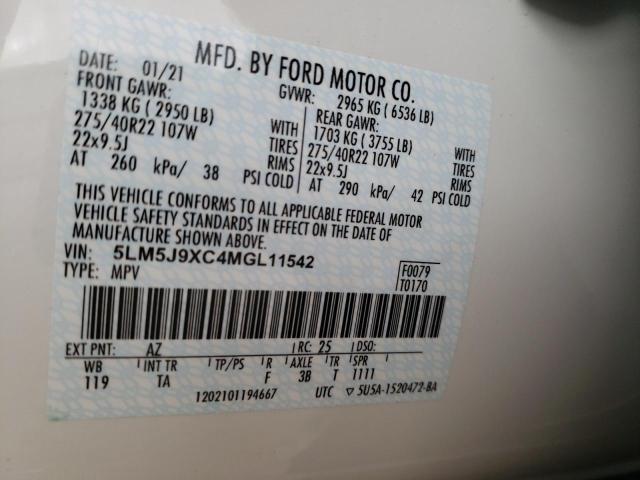 MFD. BY FORD MOTOR CO.
DATE: 01/21 GVWR: 2965 KG ( 6536 LB)
FRONT GAWR: REAR GAWR:
1338 KG ( 2950 LB) 1703 KG ( 3755 LB)
275/40R22 107W WITH TIRES 275/40R22 107W WITH TIRES
22x9.5J RIMS 22x9.5J RIMS
AT 260 kPa/ 38 PSI COLD AT 290 kPa/ 42 PSI COLD
THIS VEHICLE CONFORMS TO ALL APPLICABLE FEDERAL MOTOR
VEHICLE SAFETY STANDARDS IN EFFECT ON THE DATE OF
MANUFACTURE SHOWN ABOVE.
VIN: 5LM5J9XC4MGL11542
TYPE: MPV F0079
T0170
EXT PNT: AZ RC: 25 DSO:
WB INT TR TP/PS R AXLE TR SPR
119 TA F 3B T 1111
1202101194667 UTC ▽ 5U5A-1520472-BA